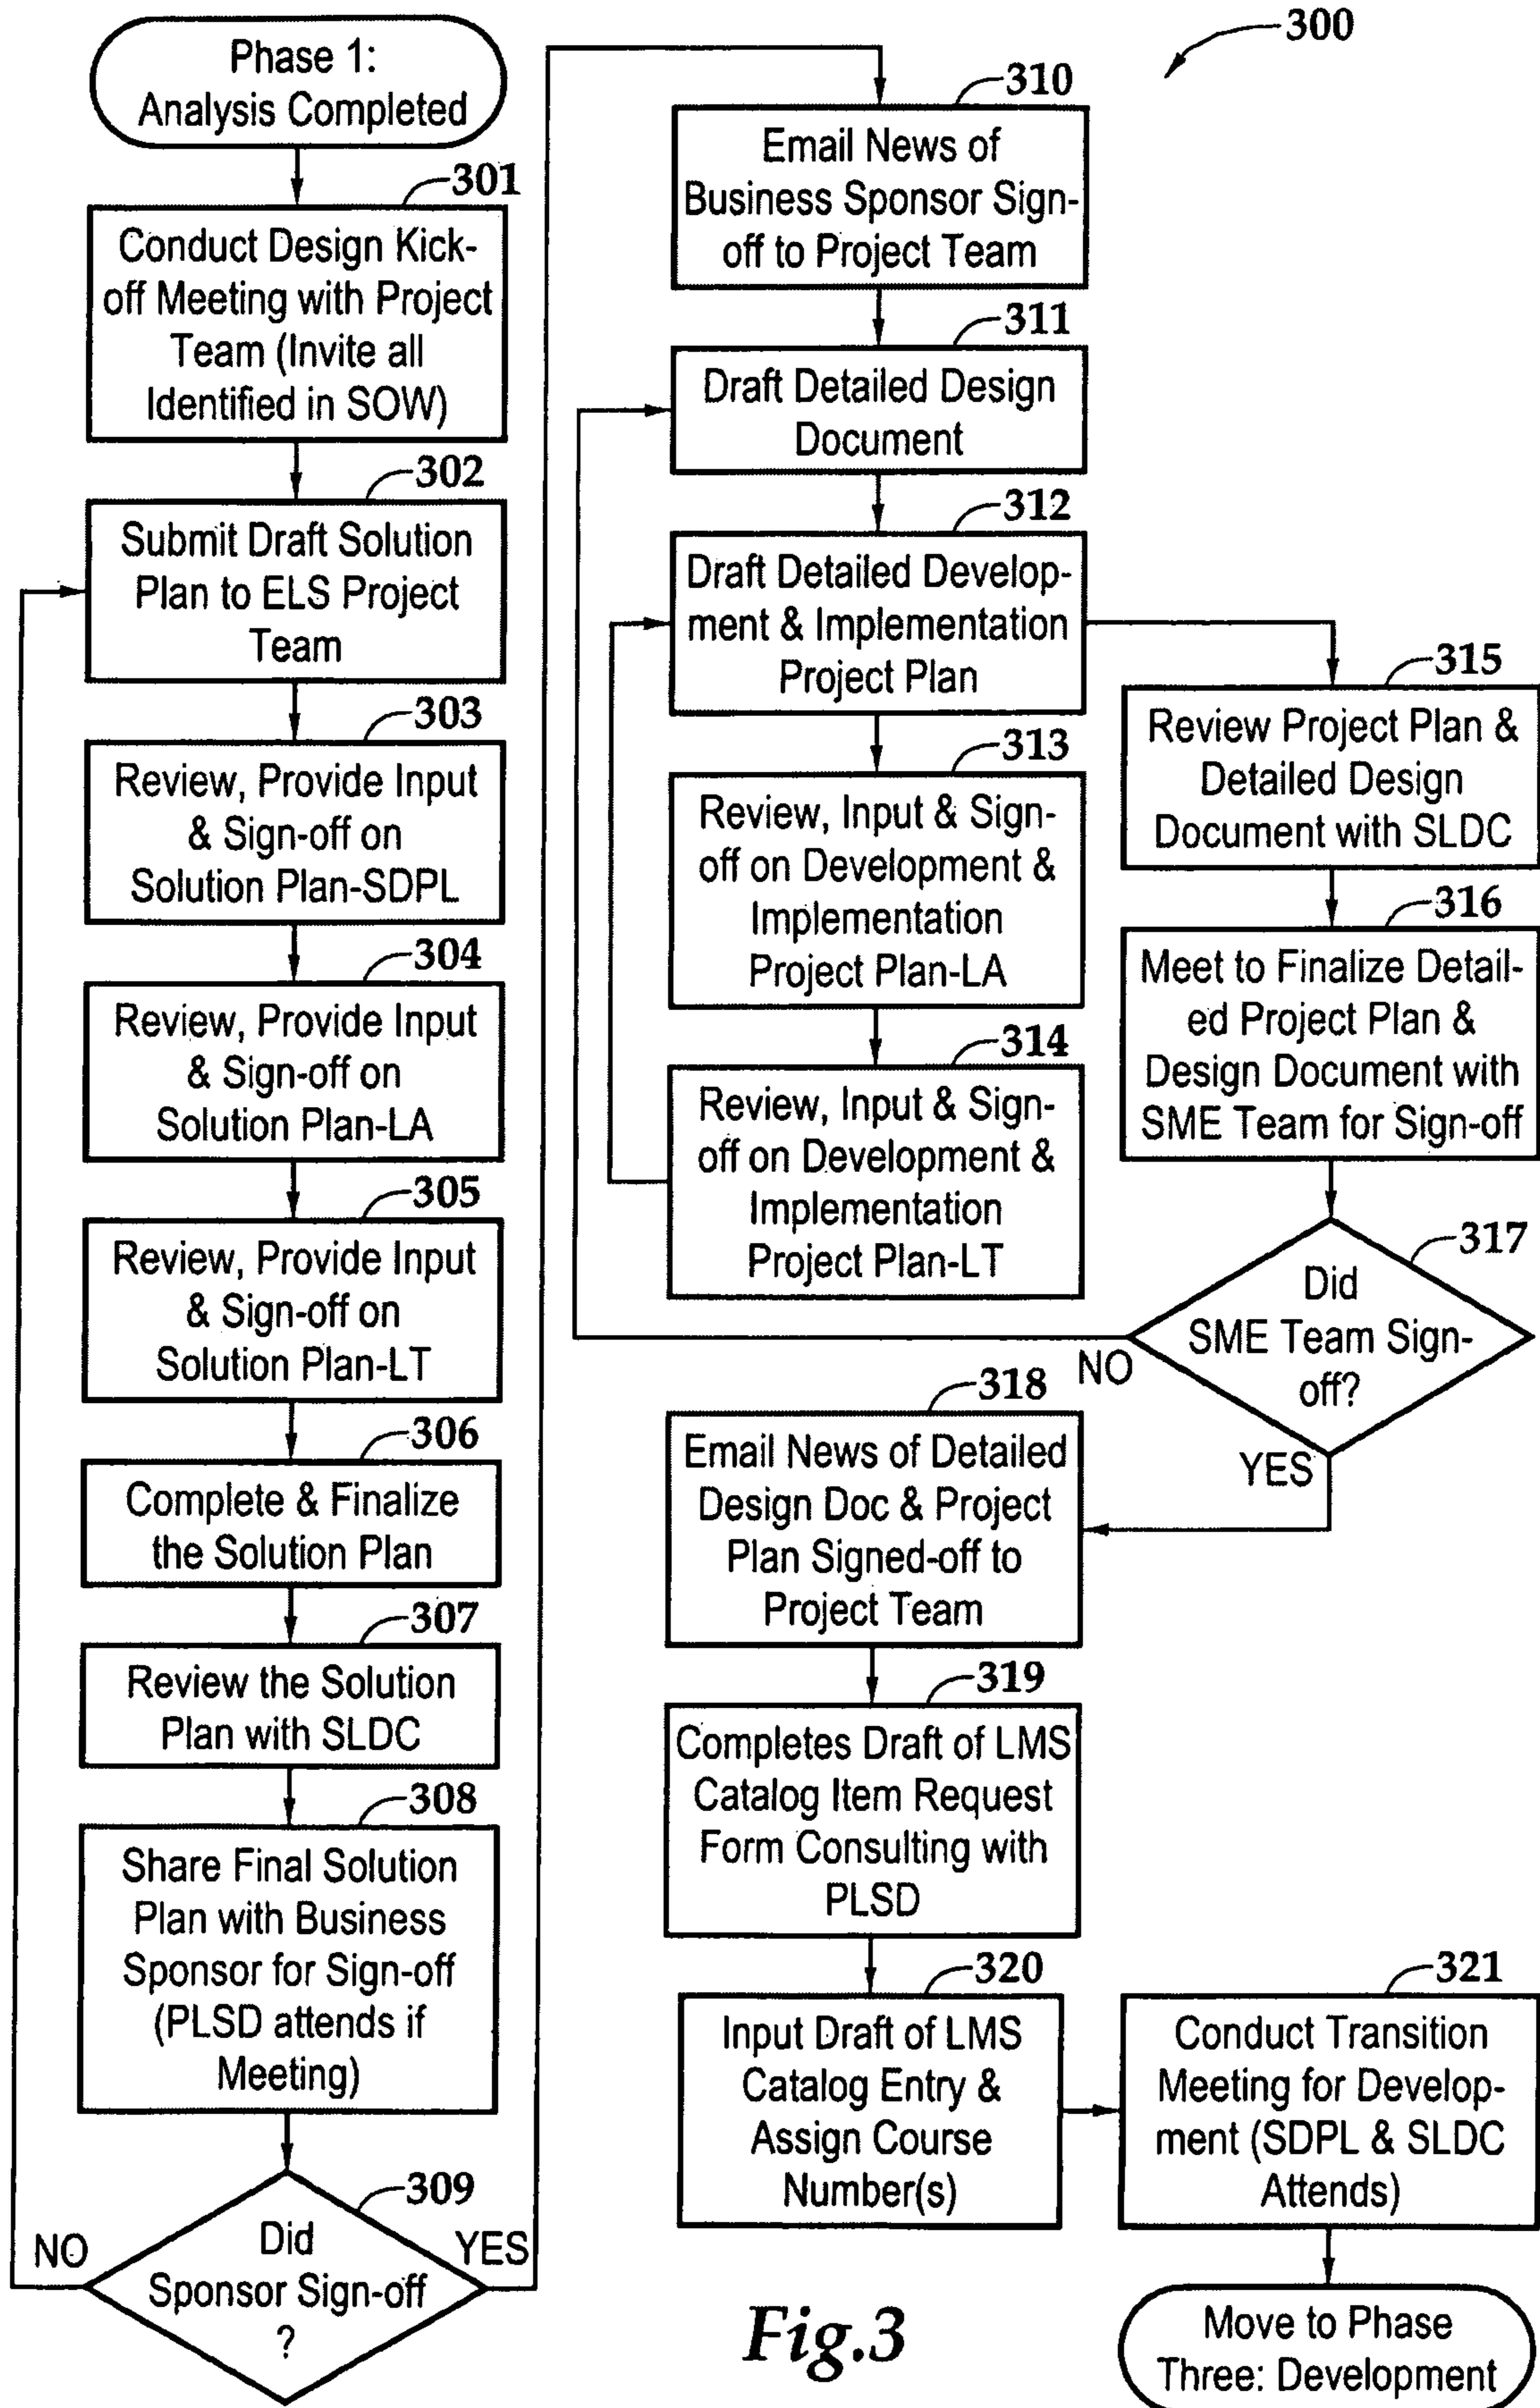 Phase 1:
Analysis Completed
301
Conduct Design Kick-
off Meeting with Project
Team (Invite all
Identified in SOW)
302
Submit Draft Solution
Plan to ELS Project
Team
303
Review, Provide Input
& Sign-off on
Solution Plan-SDPL
304
Review, Provide Input
& Sign-off on
Solution Plan-LA
305
Review, Provide Input
& Sign-off on
Solution Plan-LT
306
Complete & Finalize
the Solution Plan
307
Review the Solution
Plan with SLDC
308
Share Final Solution
Plan with Business
Sponsor for Sign-off
(PLSD attends if
Meeting)
309
Did
Sponsor Sign-off
?
NO
YES
300
310
Email News of
Business Sponsor Sign-
off to Project Team
311
Draft Detailed Design
Document
312
Draft Detailed Develop-
ment & Implementation
Project Plan
313
Review, Input & Sign-
off on Development &
Implementation
Project Plan-LA
314
Review, Input & Sign-
off on Development &
Implementation
Project Plan-LT
315
Review Project Plan &
Detailed Design
Document with SLDC
316
Meet to Finalize Detail-
ed Project Plan &
Design Document with
SME Team for Sign-off
317
Did
SME Team Sign-
off?
NO
YES
318
Email News of Detailed
Design Doc & Project
Plan Signed-off to
Project Team
319
Completes Draft of LMS
Catalog Item Request
Form Consulting with
PLSD
320
Input Draft of LMS
Catalog Entry &
Assign Course
Number(s)
321
Conduct Transition
Meeting for Develop-
ment (SDPL & SLDC
Attends)
Move to Phase
Three: Development
Fig.3